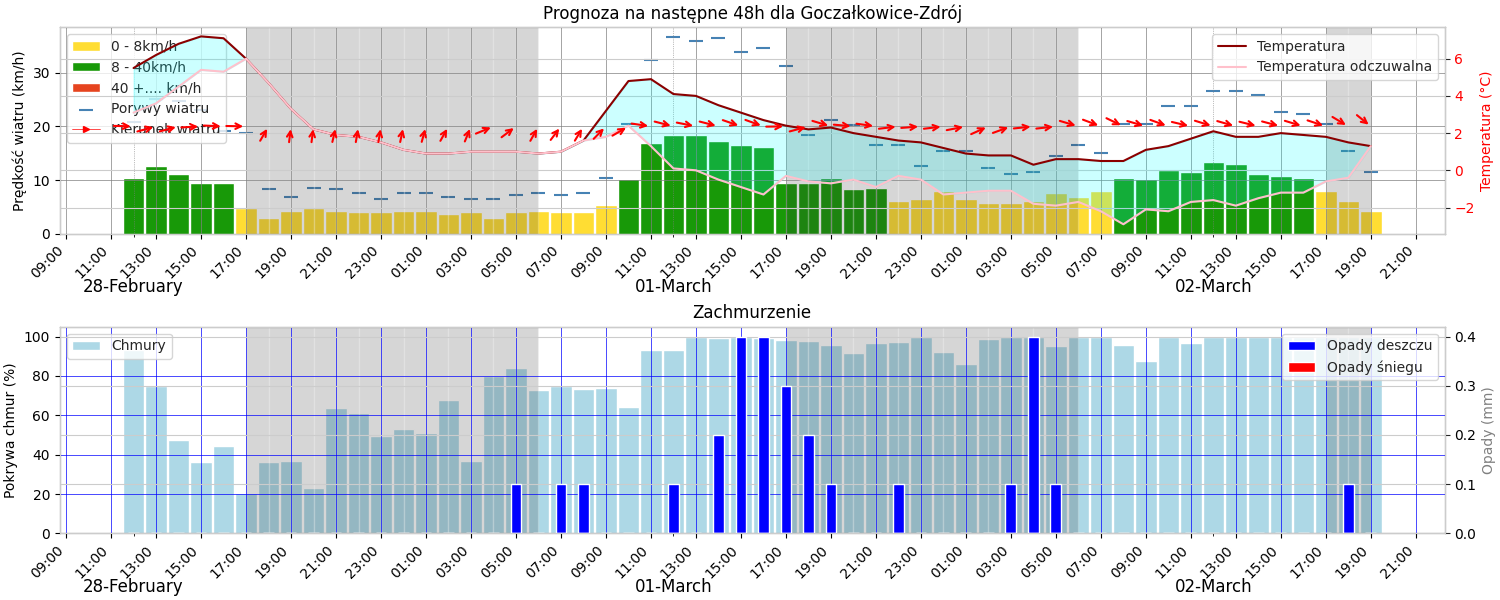 Prognoza na następne 48h dla Goczałkowice-Zdrój
0 - 8km/h
8 - 40km/h
40 +.... km/h
Porywy wiatru
Kierunek wiatru
Temperatura
Temperatura odczuwalna
Prędkość wiatru (km/h)
30
20
10
0
6
4
2
0
−2
Temperatura (°C)
09:00 11:00 13:00 15:00 17:00 19:00 21:00 23:00 01:00 03:00 05:00 07:00 09:00 11:00 13:00 15:00 17:00 19:00 21:00 23:00 01:00 03:00 05:00 07:00 09:00 11:00 13:00 15:00 17:00 19:00 21:00
28-February 01-March 02-March
Zachmurzenie
Chmury
Opady deszczu
Opady śniegu
Pokrywa chmur (%)
100
80
60
40
20
0
0.4
0.3
0.2
0.1
0.0
Opady (mm)
09:00 11:00 13:00 15:00 17:00 19:00 21:00 23:00 01:00 03:00 05:00 07:00 09:00 11:00 13:00 15:00 17:00 19:00 21:00 23:00 01:00 03:00 05:00 07:00 09:00 11:00 13:00 15:00 17:00 19:00 21:00
28-February 01-March 02-March